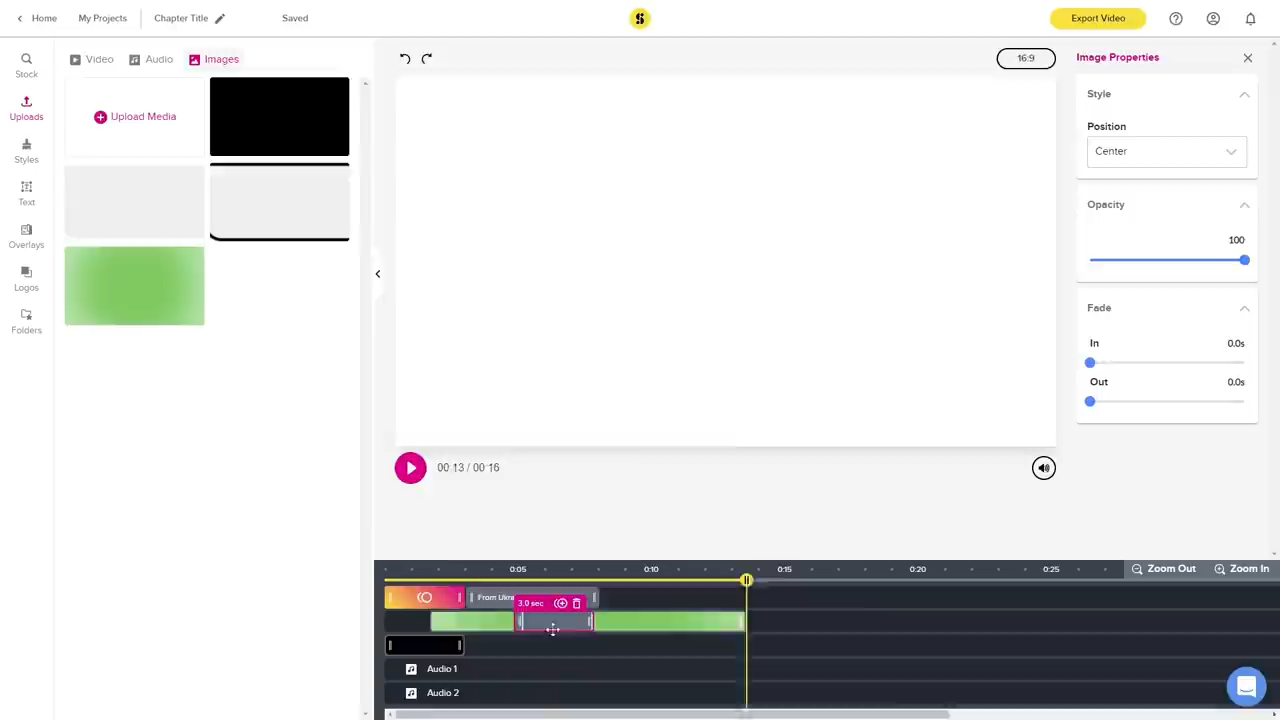 Home
My Projects
Chapter Title
Saved
Export Video
Stock
Uploads
Styles
Text
Overlays
Logos
Folders
Video
Audio
Images
Upload Media
16:9
00:13 / 00:16
Image Properties
Style
Position
Center
Opacity
100
Fade
In
0.0s
Out
0.0s
0:05
0:10
0:15
0:20
0:25
Zoom Out
Zoom In
From Ukra
3.0 sec
Audio 1
Audio 2